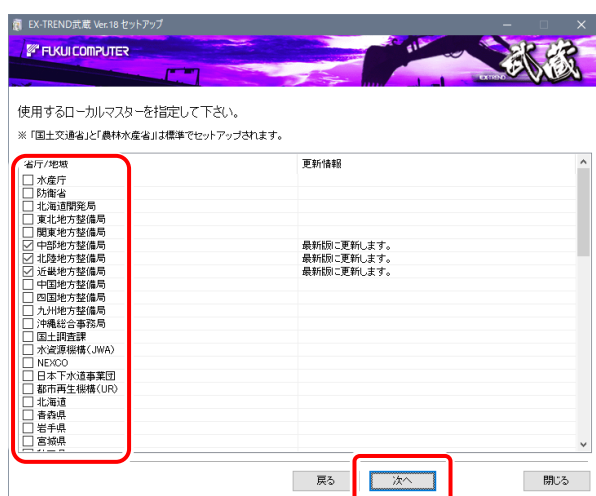 EX-TREND武蔵 Ver.18 セットアップ
FUKUI COMPUTER
EX-TREND
武蔵
使用するローカルマスターを指定して下さい。
※「国土交通省」と「農林水産省」は標準でセットアップされます。
省庁/地域 更新情報
水産庁
防衛省
北海道開発局
東北地方整備局
関東地方整備局
中部地方整備局 最新版に更新します。
北陸地方整備局 最新版に更新します。
近畿地方整備局 最新版に更新します。
中国地方整備局
四国地方整備局
九州地方整備局
沖縄総合事務局
国土調査課
水資源機構(JWA)
NEXCO
日本下水道事業団
都市再生機構(UR)
北海道
青森県
岩手県
宮城県
戻る 次へ 閉じる